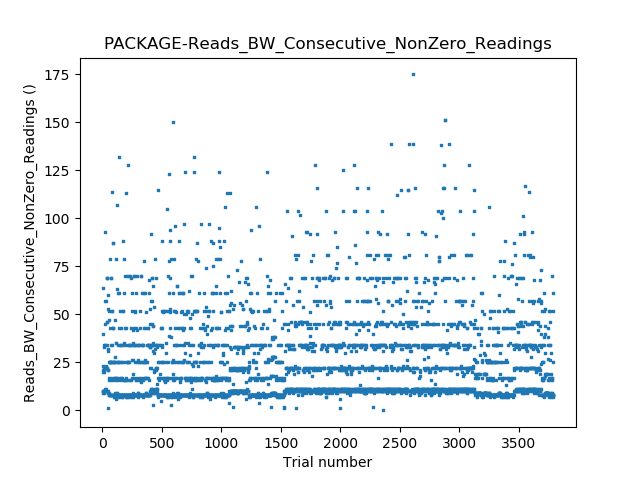 PACKAGE-Reads_BW_Consecutive_NonZero_Readings
Reads_BW_Consecutive_NonZero_Readings ()
175
150
125
100
75
50
25
0
0 500 1000 1500 2000 2500 3000 3500
Trial number